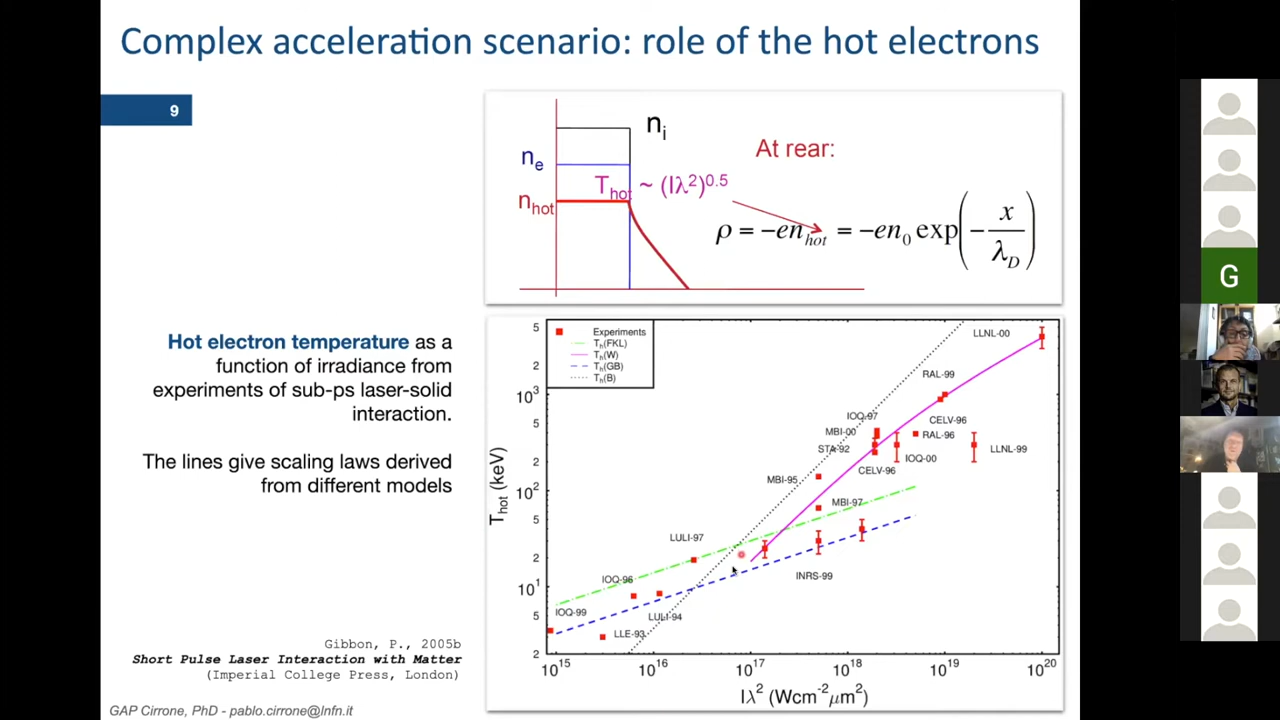 Complex acceleration scenario: role of the hot electrons
9
nᵢ
At rear:
nₑ
T_hot ~ (Iλ²)^0.5
n_hot
ρ = −en_hot = −en₀ exp(−x/λ_D)
G
Hot electron temperature as a
function of irradiance from
experiments of sub-ps laser-solid
interaction.
The lines give scaling laws derived
from different models
Gibbon, P., 2005b
Short Pulse Laser Interaction with Matter
(Imperial College Press, London)
GAP Cirrone, PhD - pablo.cirrone@lnfn.it
Experiments
Tₕ(FKL)
Tₕ(W)
Tₕ(GB)
Tₕ(B)
LLNL-00
RAL-99
IOQ-97
CELV-96
MBI-00
RAL-96
STA-92
LLNL-99
IOQ-00
CELV-96
MBI-95
MBI-97
LULI-97
INRS-99
IOQ-96
IOQ-99
LULI-94
LLE-93
T_hot (keV)
5
2
10³
5
2
10²
5
2
10¹
5
2
10¹⁵ 10¹⁶ 10¹⁷ 10¹⁸ 10¹⁹ 10²⁰
Iλ² (Wcm⁻²μm²)